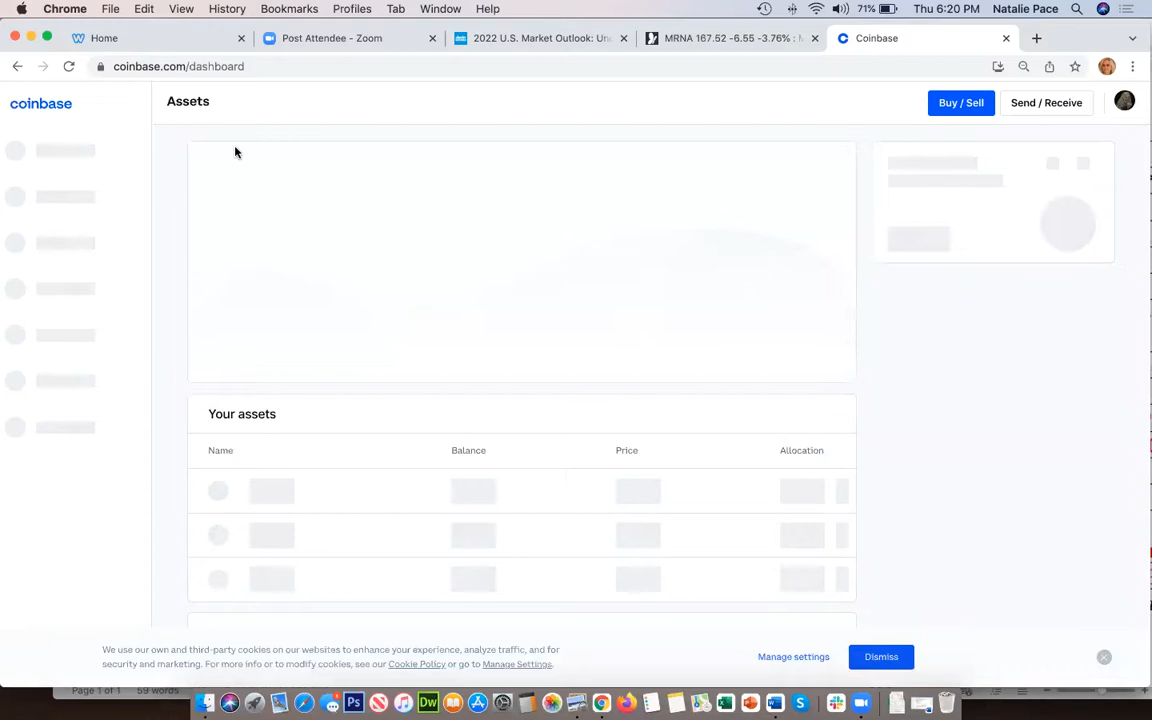 Chrome File Edit View History Bookmarks Profiles Tab Window Help 71% Thu 6:20 PM Natalie Pace
Home Post Attendee - Zoom 2022 U.S. Market Outlook: Un MRNA 167.52 -6.55 -3.76% : Coinbase
coinbase.com/dashboard
coinbase
Assets
Buy / Sell
Send / Receive
Your assets
Name Balance Price Allocation
We use our own and third-party cookies on our websites to enhance your experience, analyze traffic, and for
security and marketing. For more info or to modify cookies, see our Cookie Policy or go to Manage Settings.
Manage settings
Dismiss
Page 1 of 1 59 words
Ps
Dw